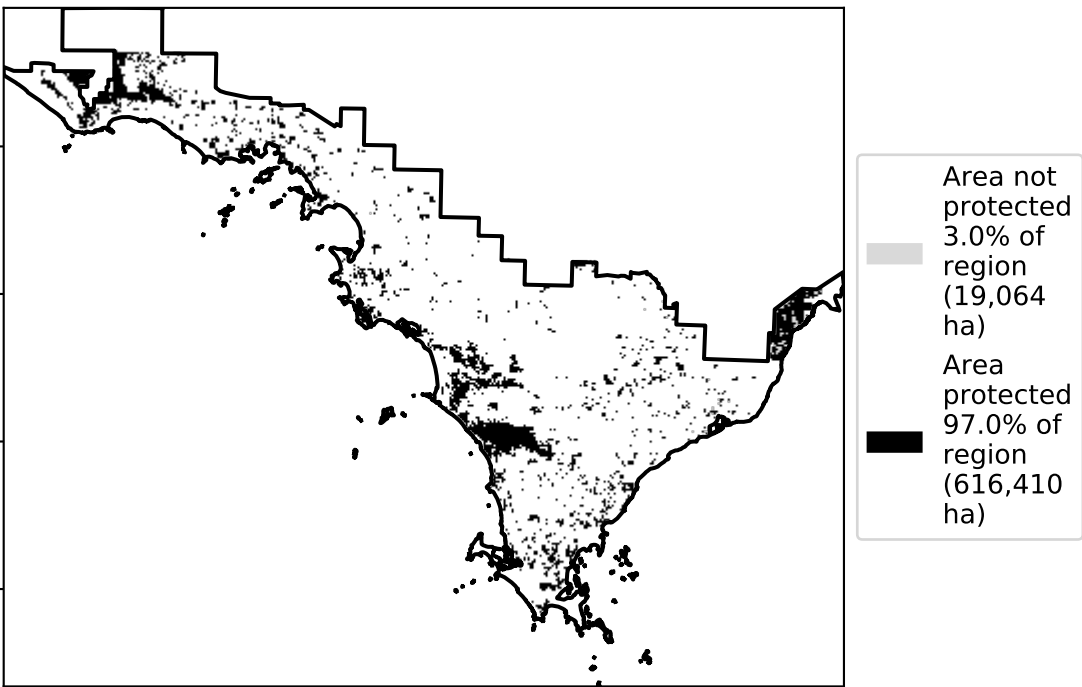 Area not
protected
3.0% of
region
(19,064
ha)
Area
protected
97.0% of
region
(616,410
ha)